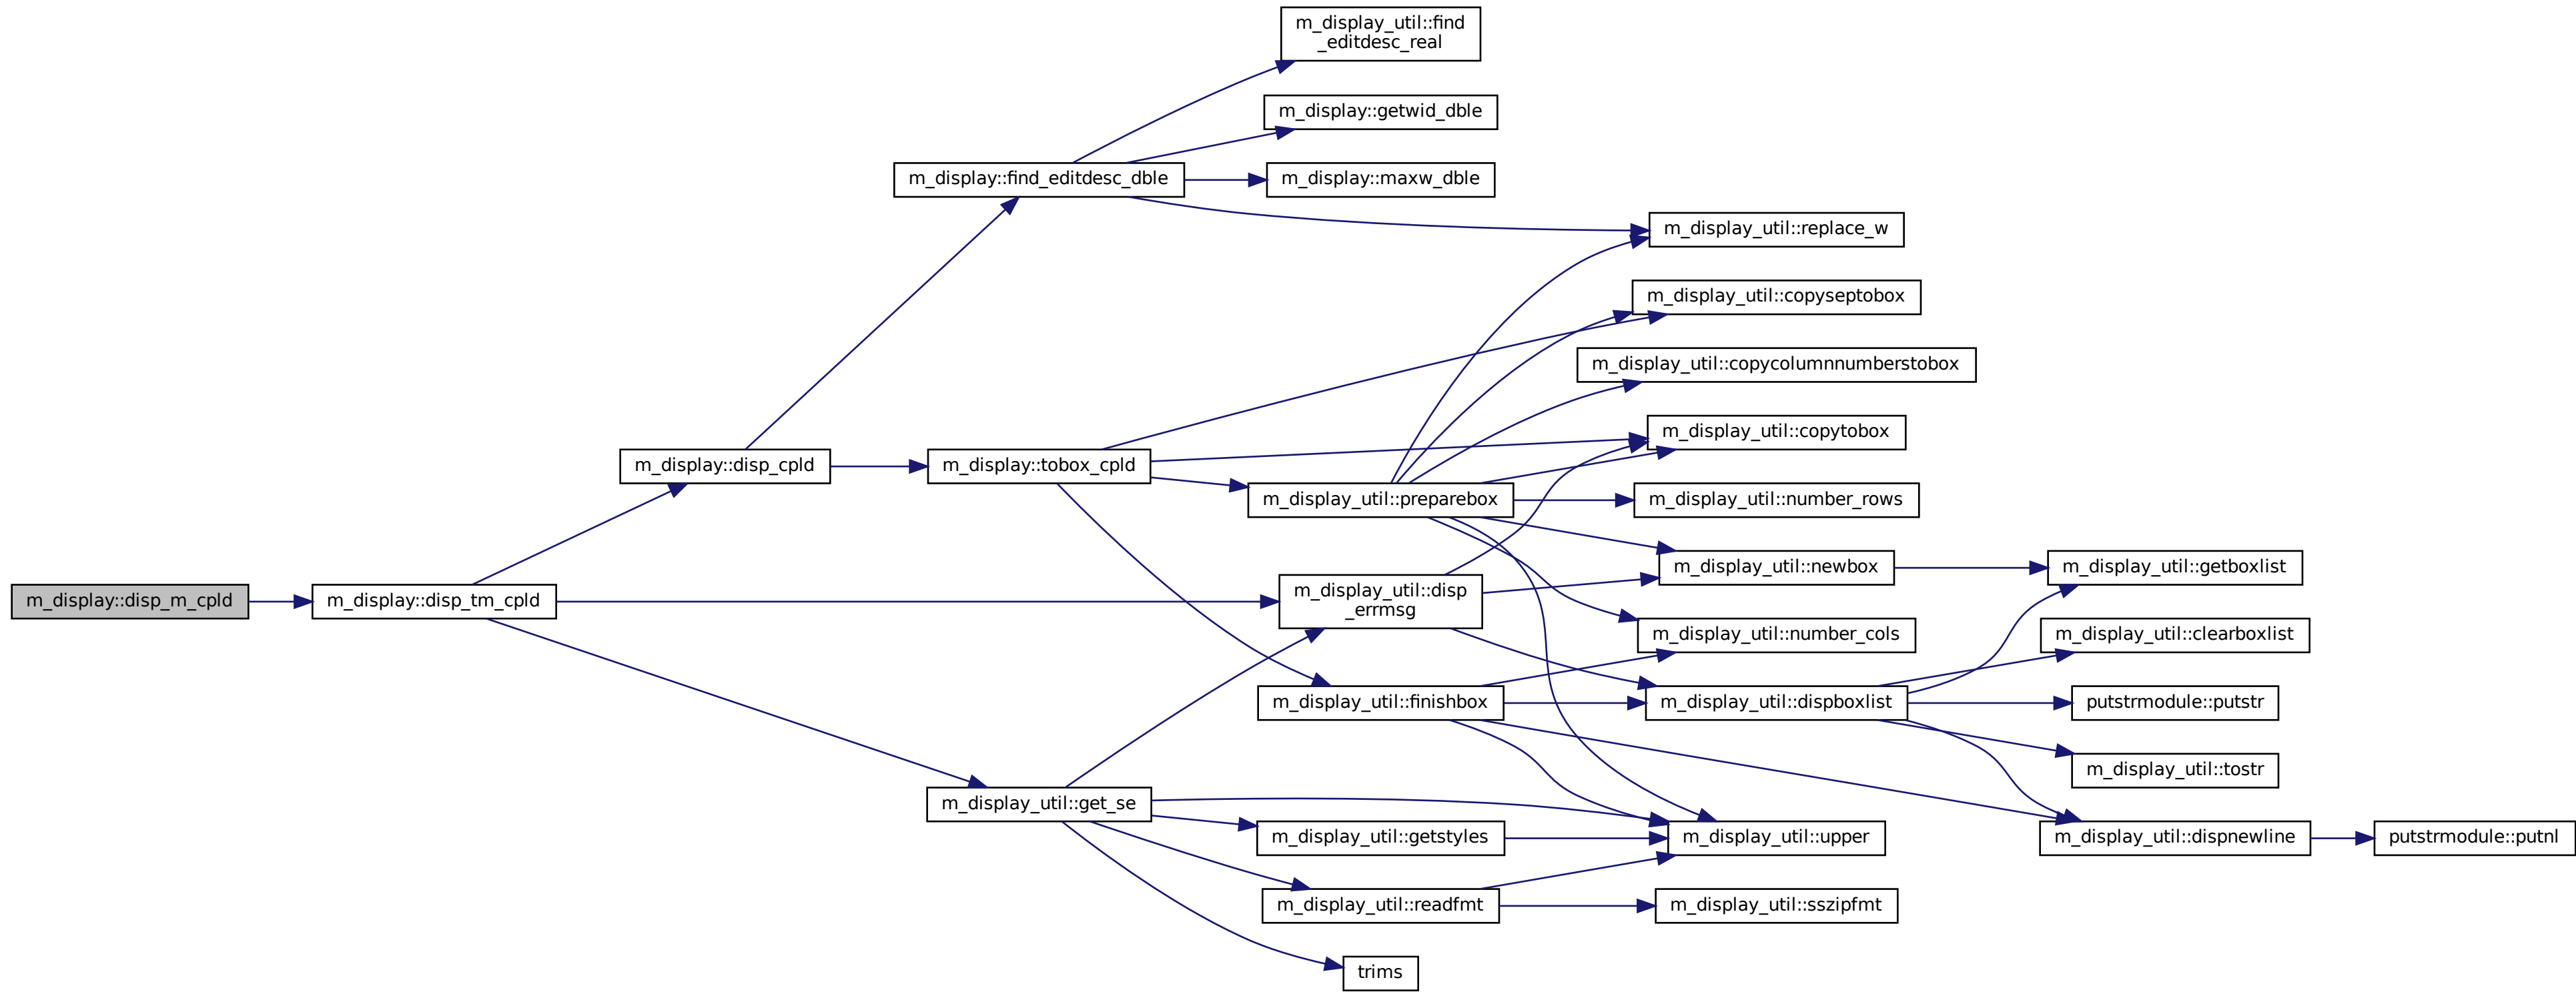 m_display_util::find
_editdesc_real
m_display::getwid_dble
m_display::find_editdesc_dble
m_display::maxw_dble
m_display_util::replace_w
m_display_util::copyseptobox
m_display_util::copycolumnnumberstobox
m_display_util::copytobox
m_display::disp_cpld
m_display::tobox_cpld
m_display_util::preparebox
m_display_util::number_rows
m_display_util::newbox
m_display_util::getboxlist
m_display::disp_m_cpld
m_display::disp_tm_cpld
m_display_util::disp
_errmsg
m_display_util::number_cols
m_display_util::clearboxlist
m_display_util::finishbox
m_display_util::dispboxlist
putstrmodule::putstr
m_display_util::tostr
m_display_util::get_se
m_display_util::getstyles
m_display_util::upper
m_display_util::dispnewline
putstrmodule::putnl
m_display_util::readfmt
m_display_util::sszipfmt
trims